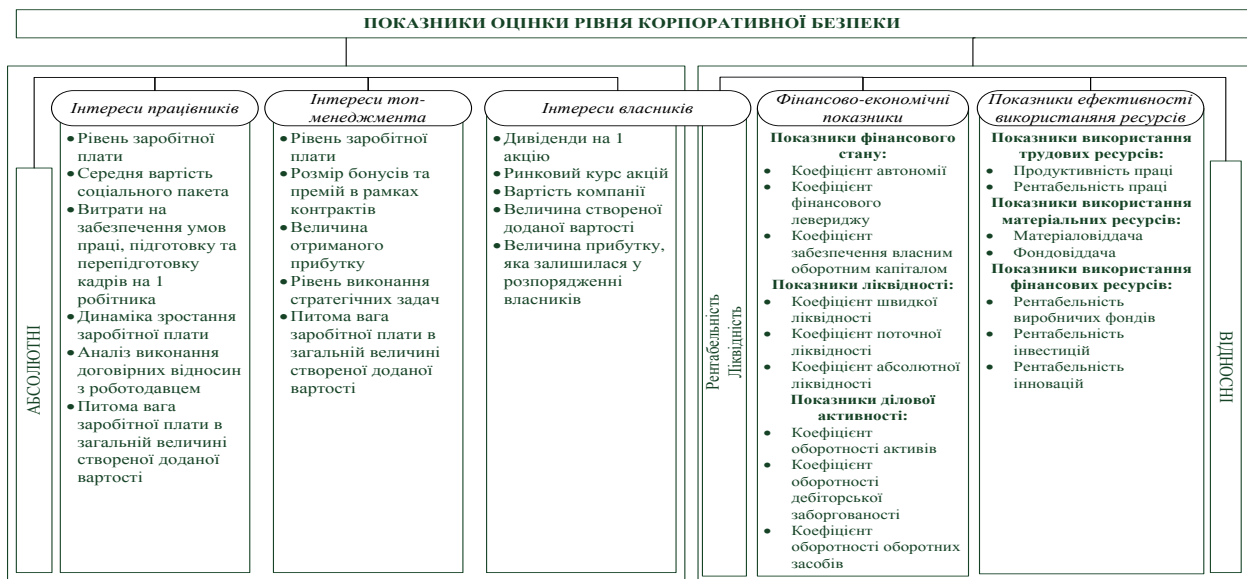 ПОКАЗНИКИ ОЦІНКИ РІВНЯ КОРПОРАТИВНОЇ БЕЗПЕКИ
АБСОЛЮТНІ
Інтереси працівників
• Рівень заробітної
плати
• Середня вартість
соціального пакета
• Витрати на
забезпечення умов
праці, підготовку та
перепідготовку
кадрів на 1
робітника
• Динаміка зростання
заробітної плати
• Аналіз виконання
договірних відносин
з роботодавцем
• Питома вага
заробітної плати в
загальній величині
створеної доданої
вартості
Інтереси топ-
менеджмента
• Рівень заробітної
плати
• Розмір бонусів та
премій в рамках
контрактів
• Величина
отриманого
прибутку
• Рівень виконання
стратегічних задач
• Питома вага
заробітної плати в
загальній величині
створеної доданої
вартості
Інтереси власників
• Дивіденди на 1
акцію
• Ринковий курс акцій
• Вартість компанії
• Величина створеної
доданої вартості
• Величина прибутку,
яка залишилася у
розпорядженні
власників
Рентабельність
Ліквідність
Фінансово-економічні
показники
Показники фінансового
стану:
• Коефіцієнт автономії
• Коефіцієнт
фінансового
левериджу
• Коефіцієнт
забезпечення власним
оборотним капіталом
Показники ліквідності:
• Коефіцієнт швидкої
ліквідності
• Коефіцієнт поточної
ліквідності
• Коефіцієнт абсолютної
ліквідності
Показники ділової
активності:
• Коефіцієнт
оборотності активів
• Коефіцієнт
оборотності
дебіторської
заборгованості
• Коефіцієнт
оборотності оборотних
засобів
Показники ефективності
використаняня ресурсів
Показники використання
трудових ресурсів:
• Продуктивність праці
• Рентабельність праці
Показники використання
матеріальних ресурсів:
• Матеріаловіддача
• Фондовіддача
Показники використання
фінансових ресурсів:
• Рентабельність
виробничих фондів
• Рентабельність
інвестицій
• Рентабельність
інновацій
ВІДНОСНІ